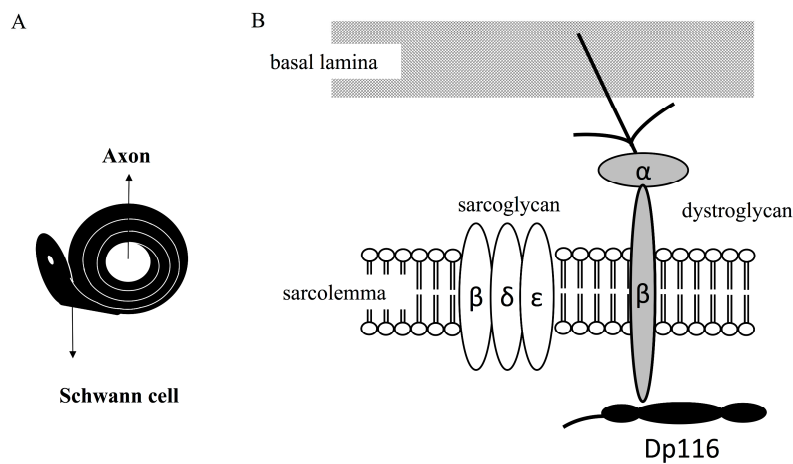 A
B
basal lamina
Axon
α
sarcoglycan
dystroglycan
sarcolemma
β
δ
ε
β
Schwann cell
Dp116